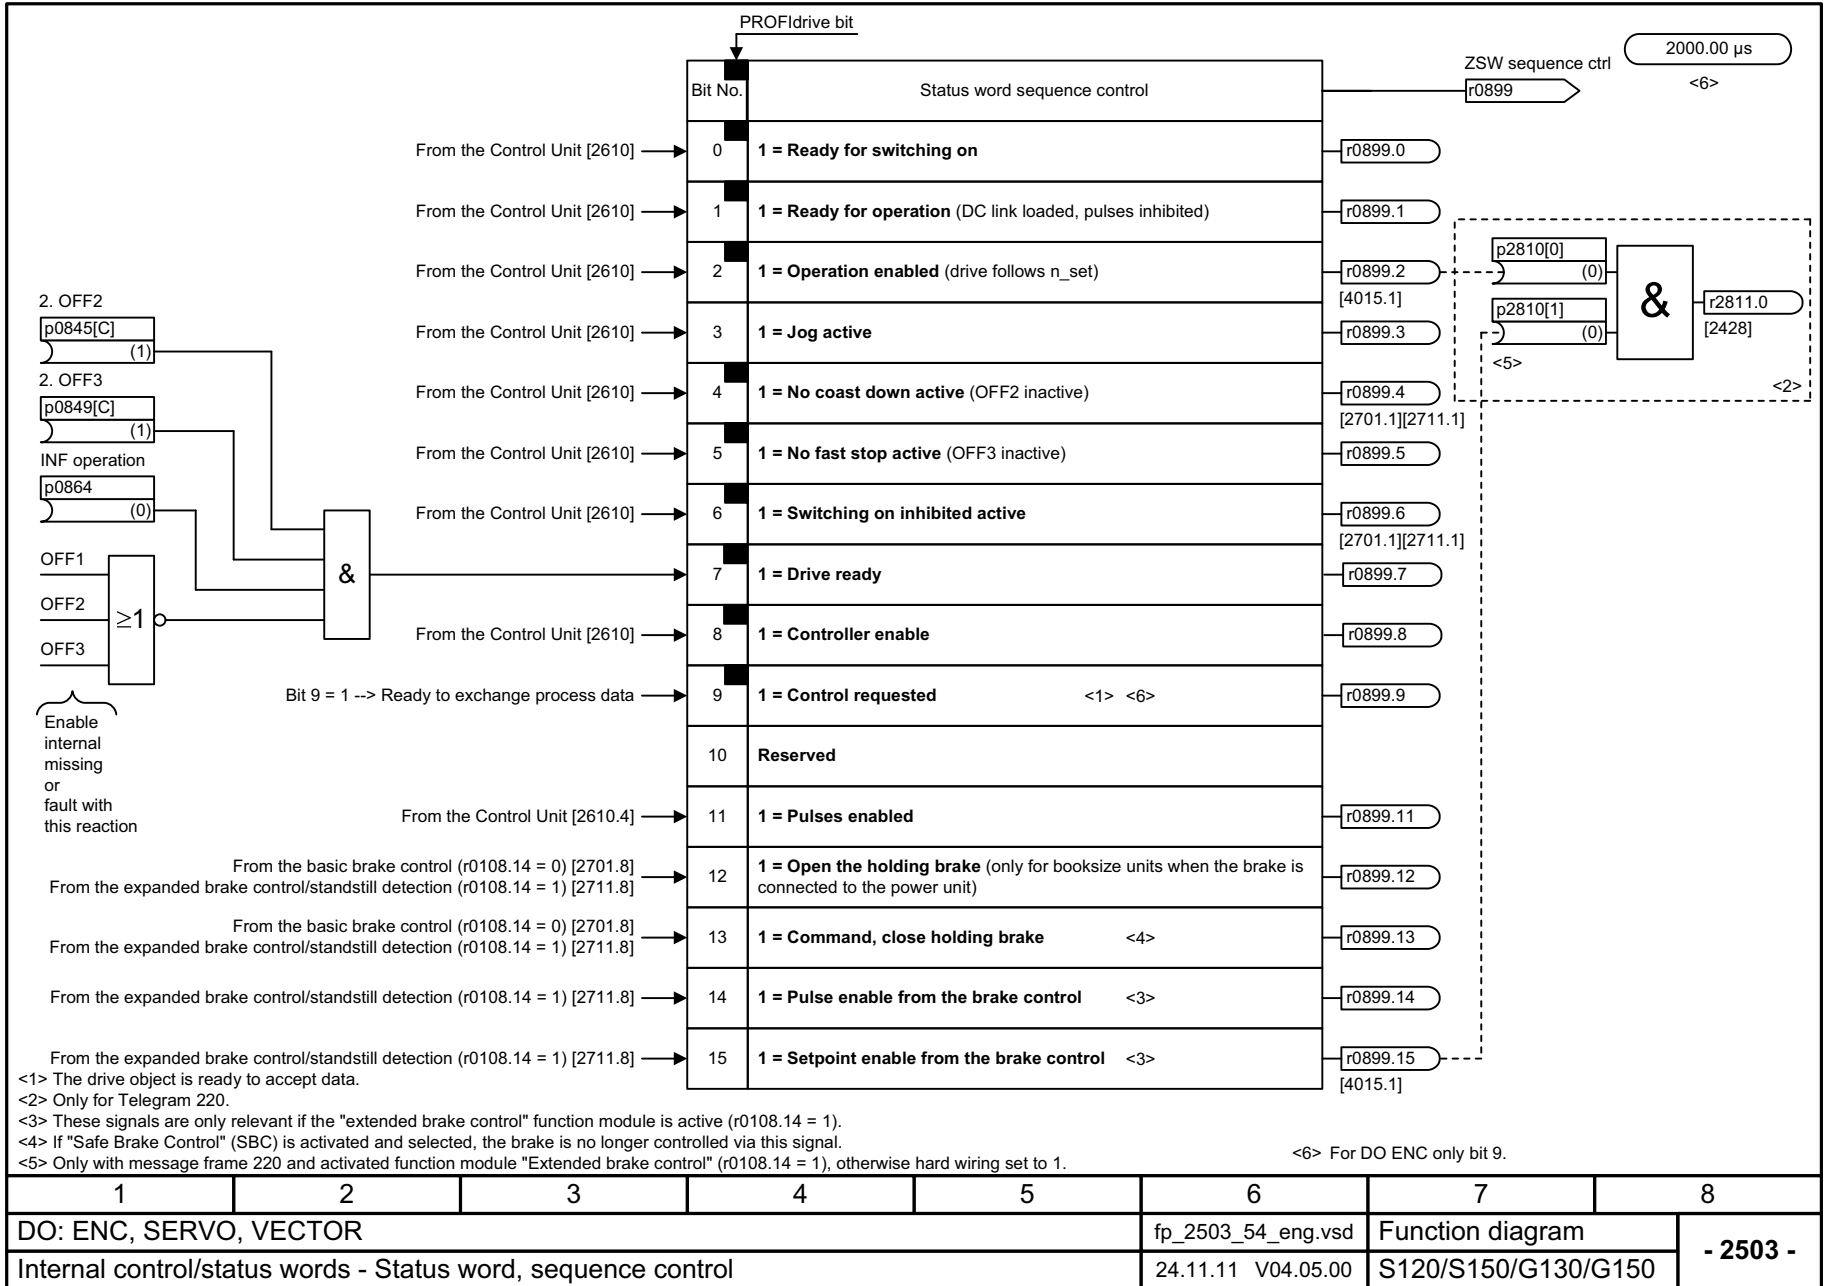 PROFIdrive bit
2000.00 µs
<6>
ZSW sequence ctrl
r0899
Bit No.
Status word sequence control
From the Control Unit [2610]
0
1 = Ready for switching on
r0899.0
From the Control Unit [2610]
1
1 = Ready for operation (DC link loaded, pulses inhibited)
r0899.1
From the Control Unit [2610]
2
1 = Operation enabled (drive follows n_set)
r0899.2
[4015.1]
p2810[0]
(0)
p2810[1]
(0)
<5>
&
r2811.0
[2428]
<2>
From the Control Unit [2610]
3
1 = Jog active
r0899.3
From the Control Unit [2610]
4
1 = No coast down active (OFF2 inactive)
r0899.4
[2701.1][2711.1]
From the Control Unit [2610]
5
1 = No fast stop active (OFF3 inactive)
r0899.5
From the Control Unit [2610]
6
1 = Switching on inhibited active
r0899.6
[2701.1][2711.1]
2. OFF2
p0845[C]
(1)
2. OFF3
p0849[C]
(1)
INF operation
p0864
(0)
OFF1
OFF2
OFF3
≥1
&
Enable
internal
missing
or
fault with
this reaction
7
1 = Drive ready
r0899.7
From the Control Unit [2610]
8
1 = Controller enable
r0899.8
Bit 9 = 1 --> Ready to exchange process data
9
1 = Control requested <1> <6>
r0899.9
10
Reserved
From the Control Unit [2610.4]
11
1 = Pulses enabled
r0899.11
From the basic brake control (r0108.14 = 0) [2701.8]
From the expanded brake control/standstill detection (r0108.14 = 1) [2711.8]
12
1 = Open the holding brake (only for booksize units when the brake is
connected to the power unit)
r0899.12
From the basic brake control (r0108.14 = 0) [2701.8]
From the expanded brake control/standstill detection (r0108.14 = 1) [2711.8]
13
1 = Command, close holding brake <4>
r0899.13
From the expanded brake control/standstill detection (r0108.14 = 1) [2711.8]
14
1 = Pulse enable from the brake control <3>
r0899.14
From the expanded brake control/standstill detection (r0108.14 = 1) [2711.8]
15
1 = Setpoint enable from the brake control <3>
r0899.15
[4015.1]
<1> The drive object is ready to accept data.
<2> Only for Telegram 220.
<3> These signals are only relevant if the "extended brake control" function module is active (r0108.14 = 1).
<4> If "Safe Brake Control" (SBC) is activated and selected, the brake is no longer controlled via this signal.
<5> Only with message frame 220 and activated function module "Extended brake control" (r0108.14 = 1), otherwise hard wiring set to 1.
<6> For DO ENC only bit 9.
1 2 3 4 5 6 7 8
DO: ENC, SERVO, VECTOR
fp_2503_54_eng.vsd
Function diagram
- 2503 -
Internal control/status words - Status word, sequence control
24.11.11 V04.05.00
S120/S150/G130/G150